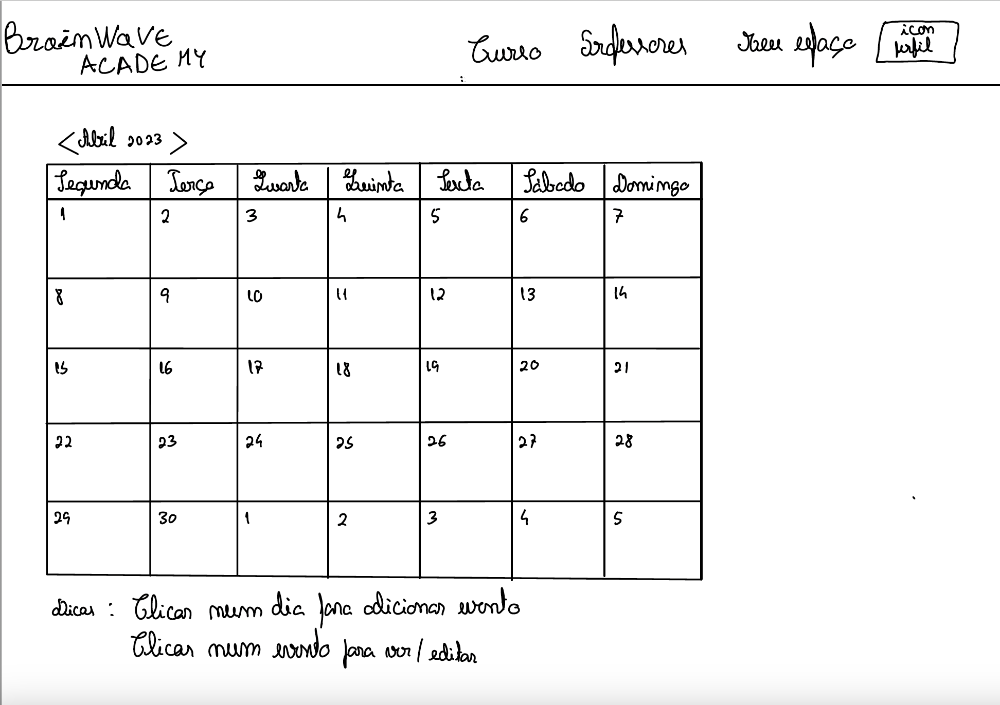 BrainWaVE
ACADEMY
Curso Professores Meu espaço
icon
perfil
< Abril 2023 >
Segunda Terça Quarta Quinta Sexta Sábado Domingo
1 2 3 4 5 6 7
8 9 10 11 12 13 14
15 16 17 18 19 20 21
22 23 24 25 26 27 28
29 30 1 2 3 4 5
Dicas : Clicar num dia para adicionar evento
Clicar num evento para ver / editar